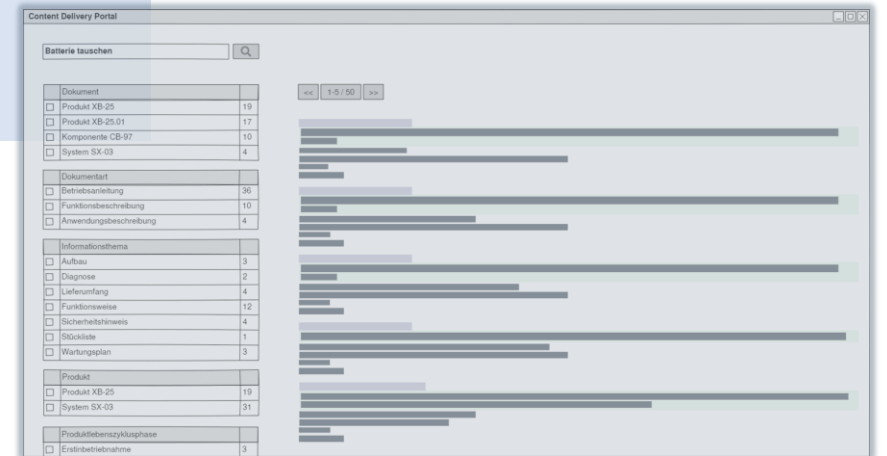 Content Delivery Portal
Batterie tauschen
<< 1-5 / 50 >>
Dokument
Produkt XB-25 19
Produkt XB-25.01 17
Komponente CB-97 10
System SX-03 4
Dokumentart
Betriebsanleitung 36
Funktionsbeschreibung 10
Anwendungsbeschreibung 4
Informationsthema
Aufbau 3
Diagnose 2
Lieferumfang 4
Funktionsweise 12
Sicherheitshinweis 4
Stückliste 1
Wartungsplan 3
Produkt
Produkt XB-25 19
System SX-03 31
Produktlebenszyklusphase
Erstinbetriebnahme 3